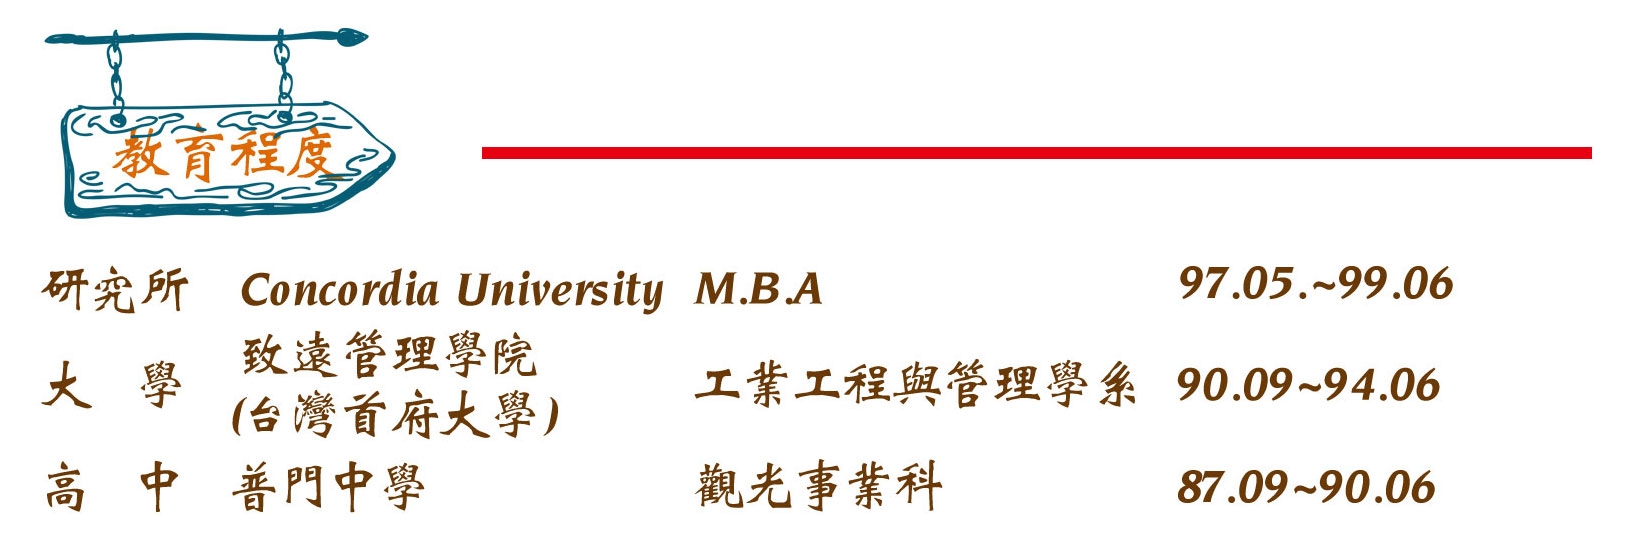 教育程度
研究所 Concordia University M.B.A 97.05.~99.06
大 學 致遠管理學院 (台灣首府大學) 工業工程與管理學系 90.09~94.06
高 中 普門中學 觀光事業科 87.09~90.06